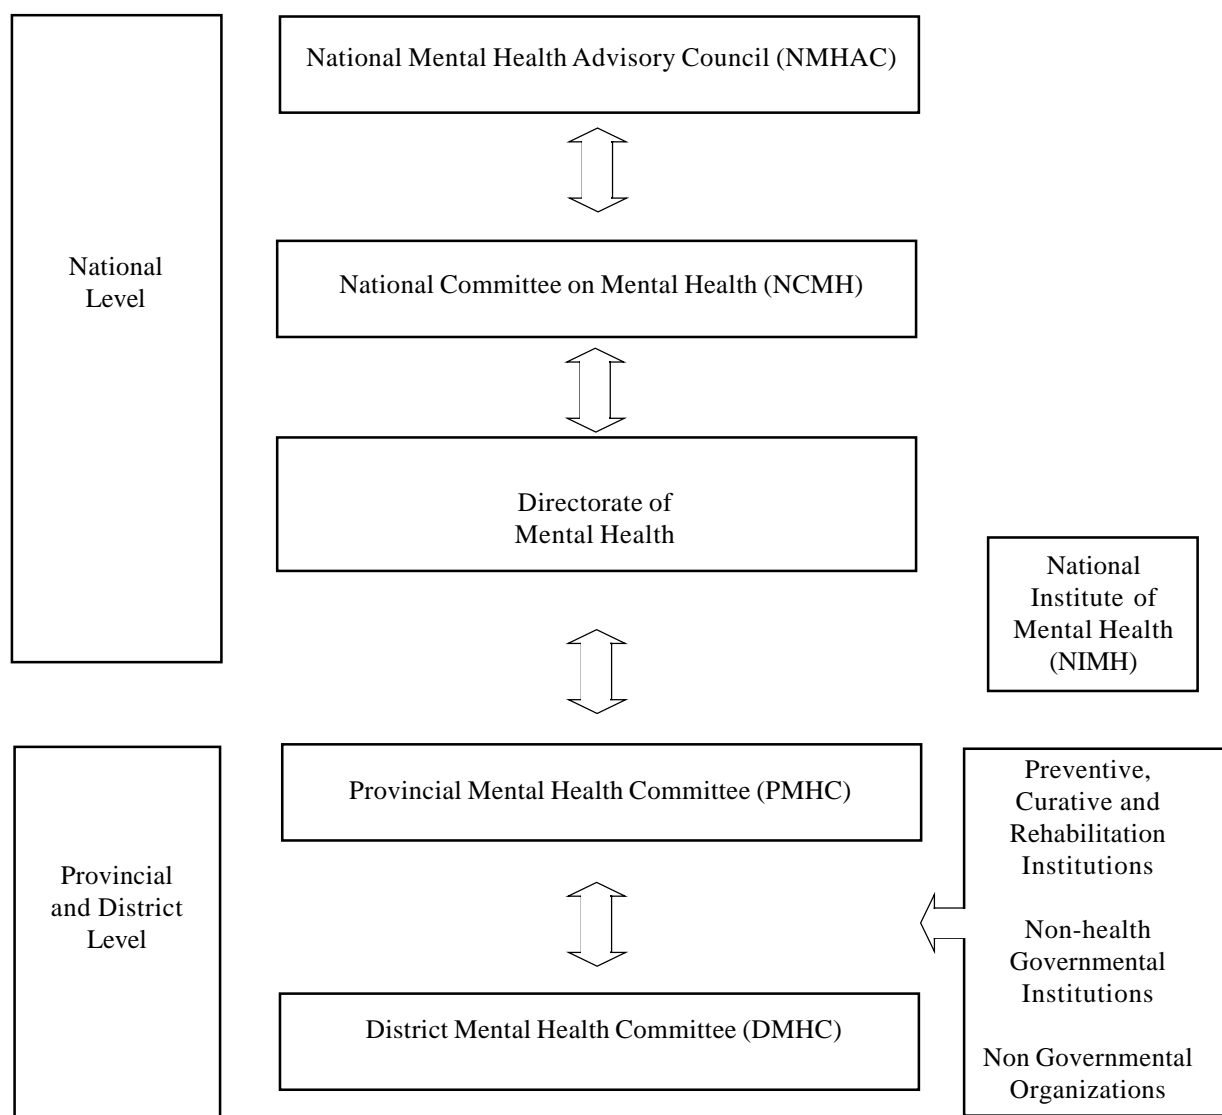 National Mental Health Advisory Council (NMHAC)
National
Level
National Committee on Mental Health (NCMH)
Directorate of
Mental Health
National
Institute of
Mental Health
(NIMH)
Provincial
and District
Level
Provincial Mental Health Committee (PMHC)
District Mental Health Committee (DMHC)
Preventive,
Curative and
Rehabilitation
Institutions
Non-health
Governmental
Institutions
Non Governmental
Organizations